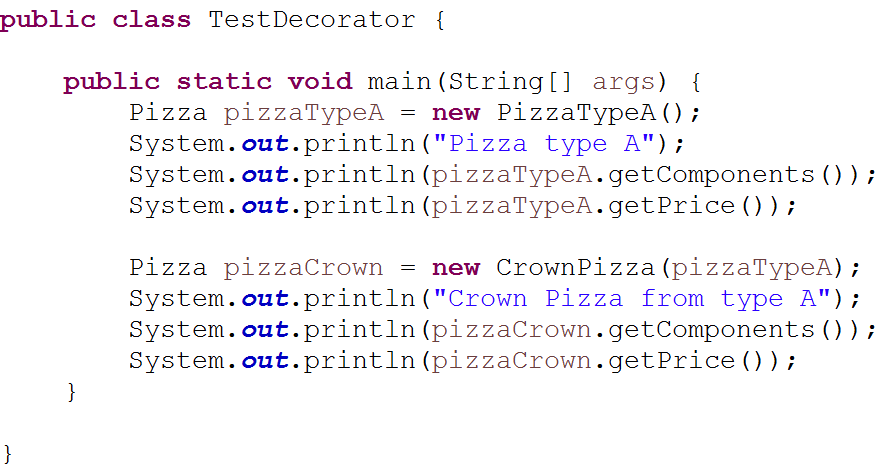 public class TestDecorator {
    public static void main(String[] args) {
        Pizza pizzaTypeA = new PizzaTypeA();
        System.out.println("Pizza type A");
        System.out.println(pizzaTypeA.getComponents());
        System.out.println(pizzaTypeA.getPrice());
        Pizza pizzaCrown = new CrownPizza(pizzaTypeA);
        System.out.println("Crown Pizza from type A");
        System.out.println(pizzaCrown.getComponents());
        System.out.println(pizzaCrown.getPrice());
    }
}